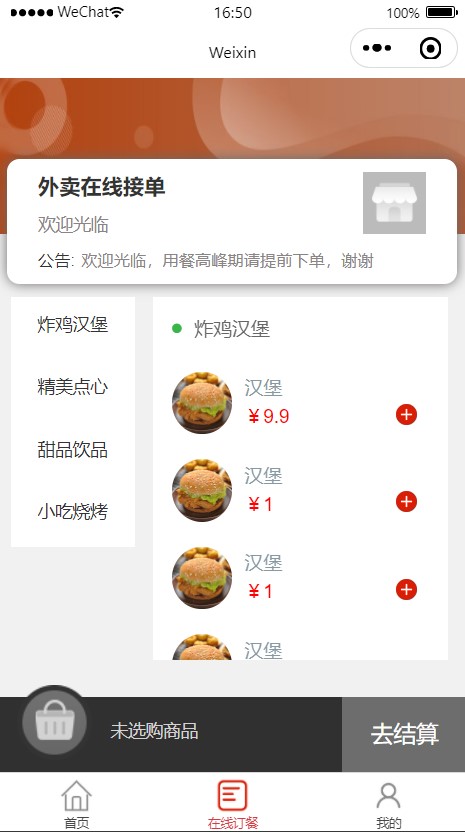 WeChat 16:50 100%
Weixin
外卖在线接单
欢迎光临
公告: 欢迎光临，用餐高峰期请提前下单，谢谢
炸鸡汉堡
精美点心
甜品饮品
小吃烧烤
炸鸡汉堡
汉堡
¥9.9
汉堡
¥1
汉堡
¥1
汉堡
未选购商品
去结算
首页 在线订餐 我的